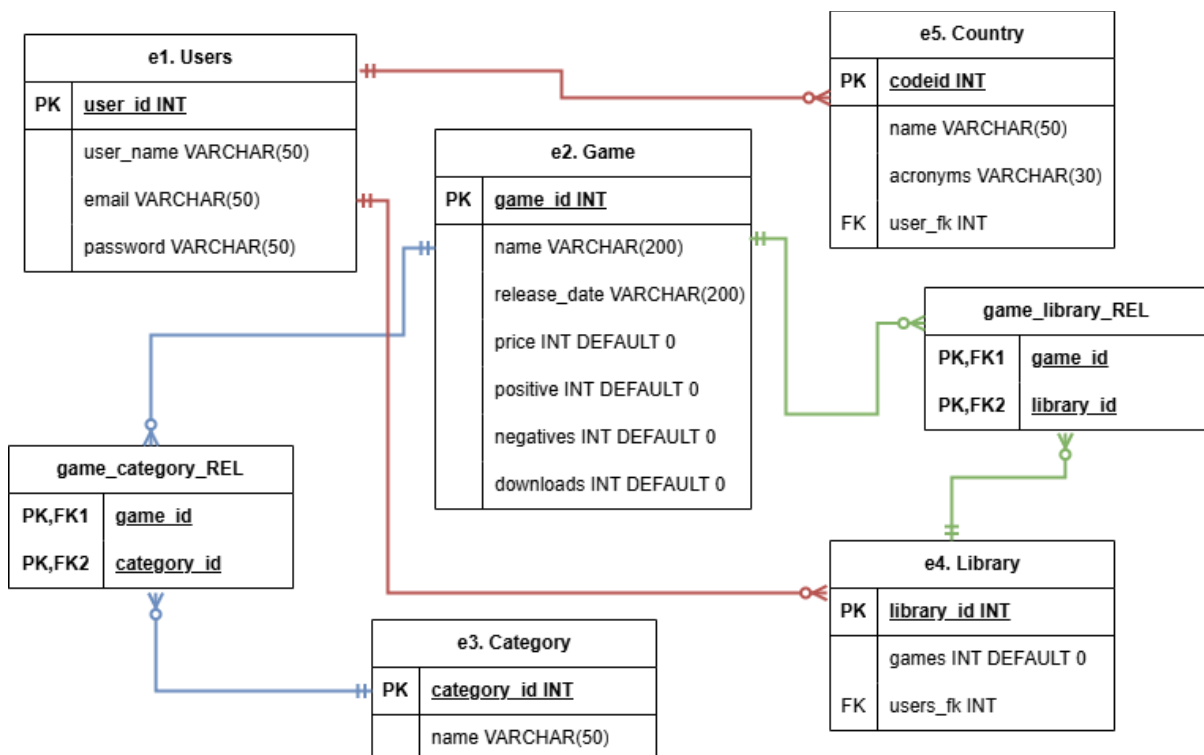 e1. Users
PK user_id INT
user_name VARCHAR(50)
email VARCHAR(50)
password VARCHAR(50)
e5. Country
PK codeid INT
name VARCHAR(50)
acronyms VARCHAR(30)
FK user_fk INT
e2. Game
PK game_id INT
name VARCHAR(200)
release_date VARCHAR(200)
price INT DEFAULT 0
positive INT DEFAULT 0
negatives INT DEFAULT 0
downloads INT DEFAULT 0
game_library_REL
PK,FK1 game_id
PK,FK2 library_id
game_category_REL
PK,FK1 game_id
PK,FK2 category_id
e4. Library
PK library_id INT
games INT DEFAULT 0
FK users_fk INT
e3. Category
PK category_id INT
name VARCHAR(50)